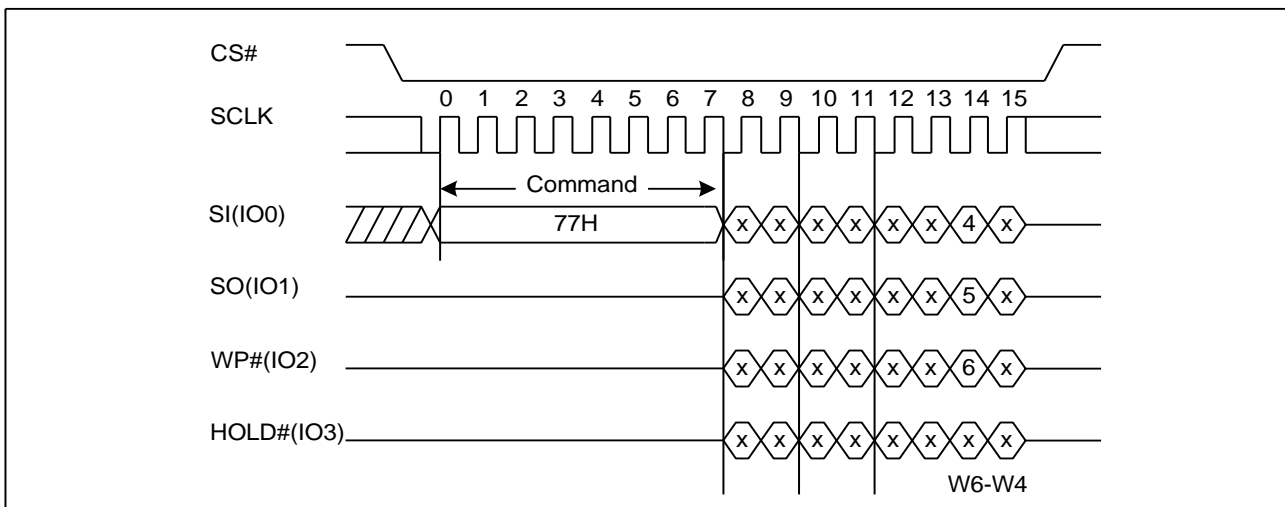 CS#
0 1 2 3 4 5 6 7 8 9 10 11 12 13 14 15
SCLK
Command
SI(IO0) 77H x x x x x x 4 x
SO(IO1) x x x x x x 5 x
WP#(IO2) x x x x x x 6 x
HOLD#(IO3) x x x x x x x x
W6-W4